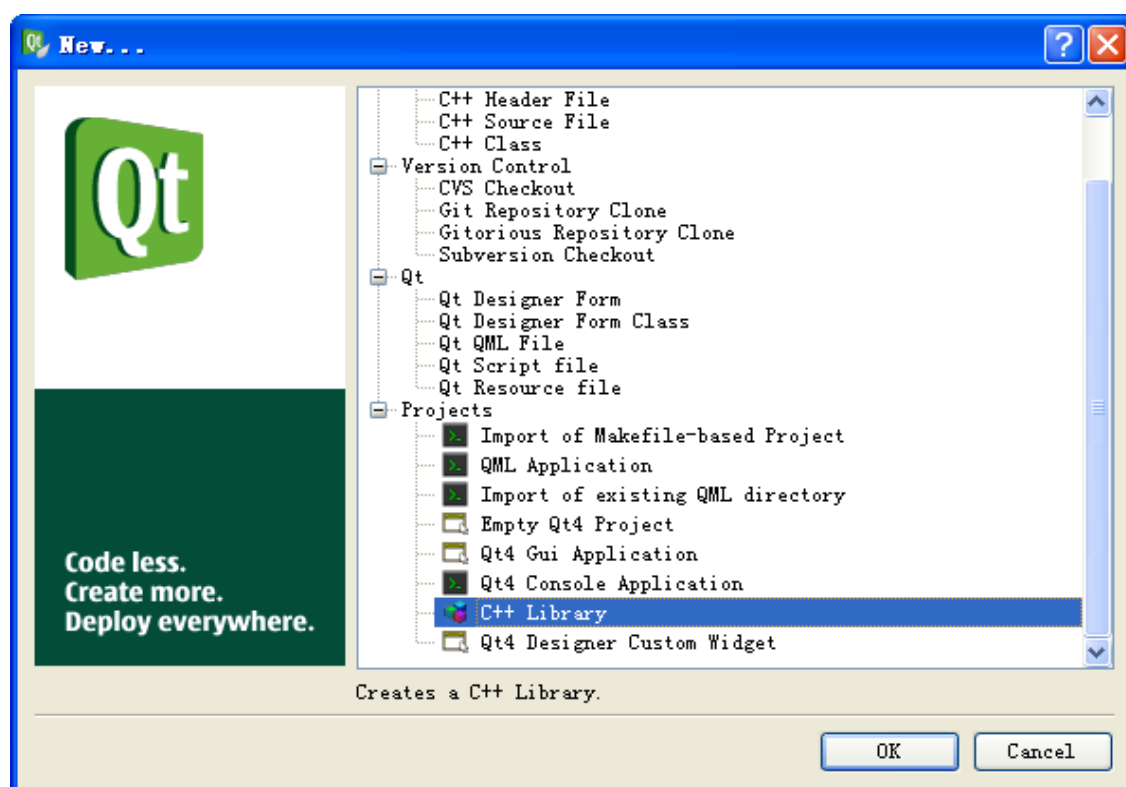 New...
Qt
C++ Header File
C++ Source File
C++ Class
Version Control
CVS Checkout
Git Repository Clone
Gitorious Repository Clone
Subversion Checkout
Qt
Qt Designer Form
Qt Designer Form Class
Qt QML File
Qt Script file
Qt Resource file
Projects
Import of Makefile-based Project
QML Application
Import of existing QML directory
Empty Qt4 Project
Qt4 Gui Application
Qt4 Console Application
C++ Library
Qt4 Designer Custom Widget
Code less.
Create more.
Deploy everywhere.
Creates a C++ Library.
OK
Cancel